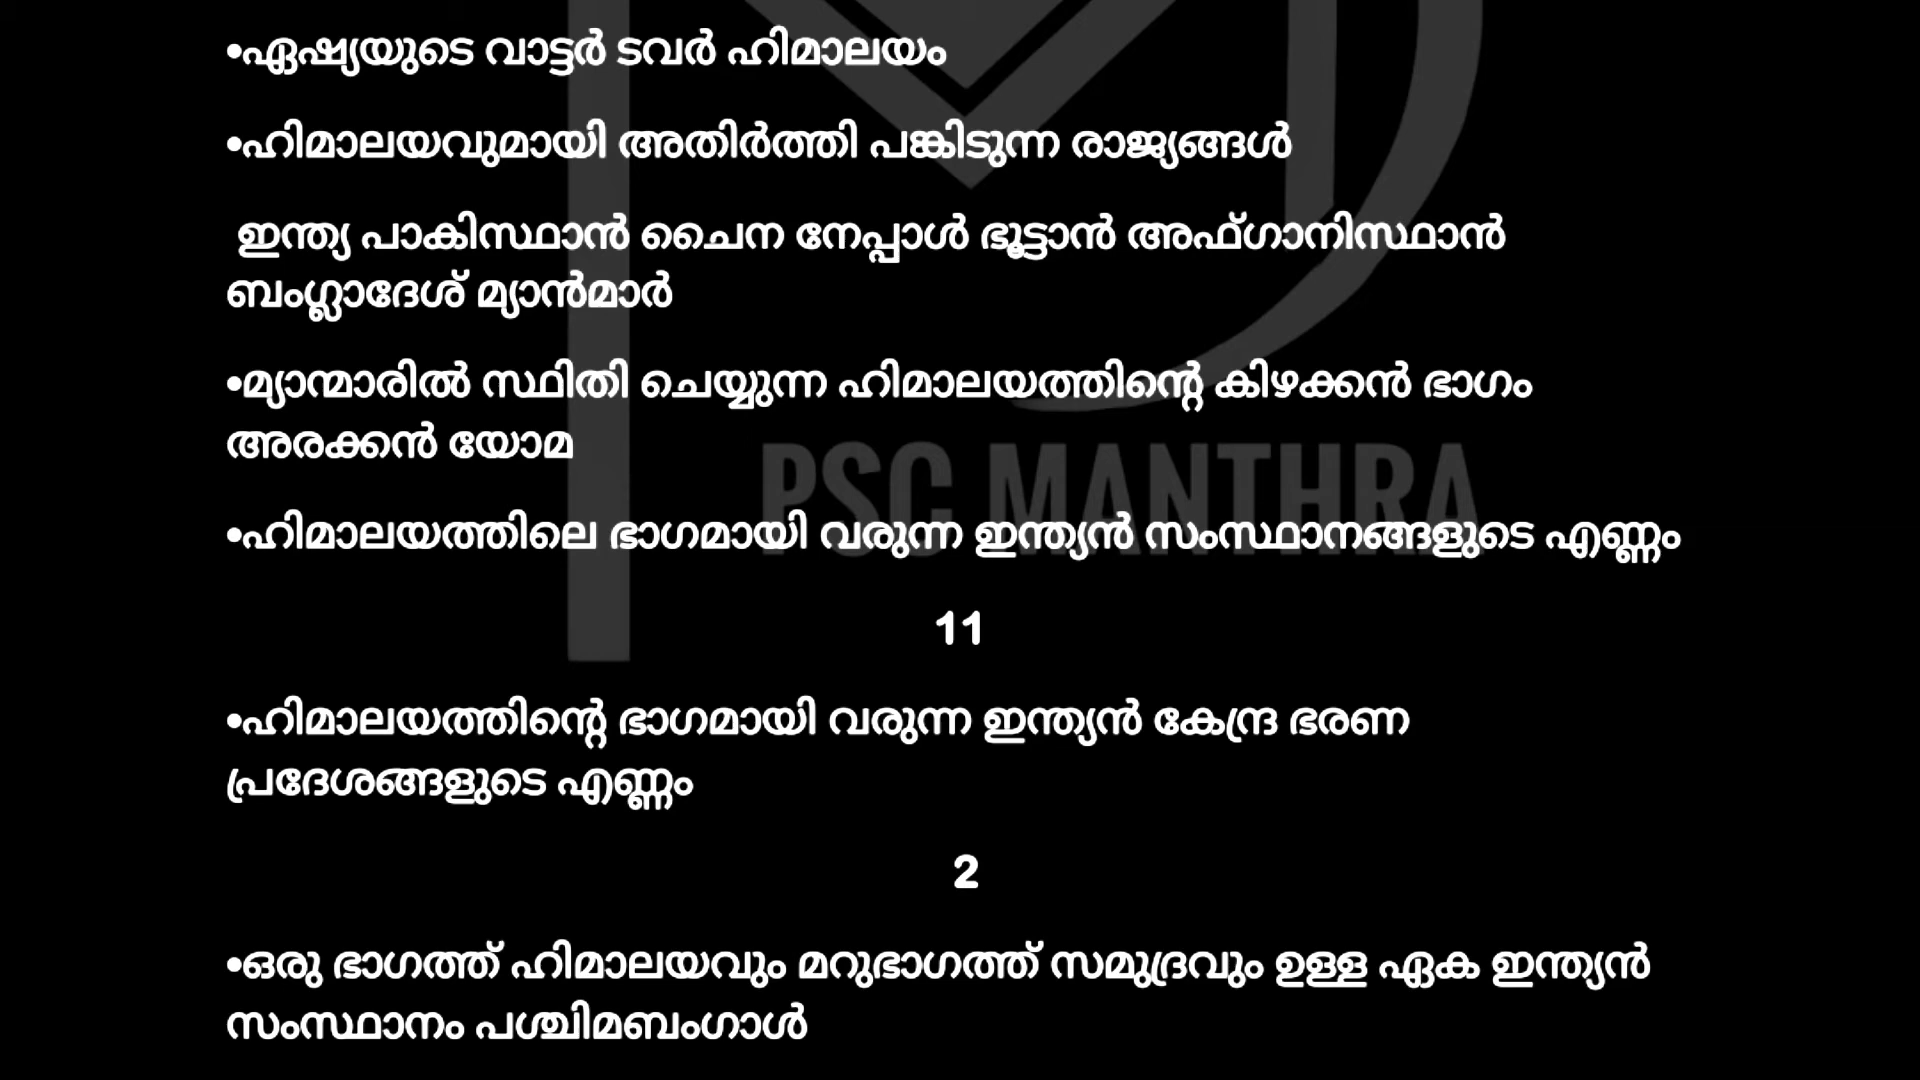 •ഏഷ്യയുടെ വാട്ടർ ടവർ ഹിമാലയം
•ഹിമാലയവുമായി അതിർത്തി പങ്കിടുന്ന രാജ്യങ്ങൾ
ഇന്ത്യ പാകിസ്ഥാൻ ചൈന നേപ്പാൾ ഭൂട്ടാൻ അഫ്ഗാനിസ്ഥാൻ
ബംഗ്ലാദേശ് മ്യാൻമാർ
•മ്യാന്മാരിൽ സ്ഥിതി ചെയ്യുന്ന ഹിമാലയത്തിന്റെ കിഴക്കൻ ഭാഗം
അരക്കൻ യോമ
PSC MANTHRA
•ഹിമാലയത്തിലെ ഭാഗമായി വരുന്ന ഇന്ത്യൻ സംസ്ഥാനങ്ങളുടെ എണ്ണം
11
•ഹിമാലയത്തിന്റെ ഭാഗമായി വരുന്ന ഇന്ത്യൻ കേന്ദ്ര ഭരണ
പ്രദേശങ്ങളുടെ എണ്ണം
2
•ഒരു ഭാഗത്ത് ഹിമാലയവും മറുഭാഗത്ത് സമുദ്രവും ഉള്ള ഏക ഇന്ത്യൻ
സംസ്ഥാനം പശ്ചിമബംഗാൾ